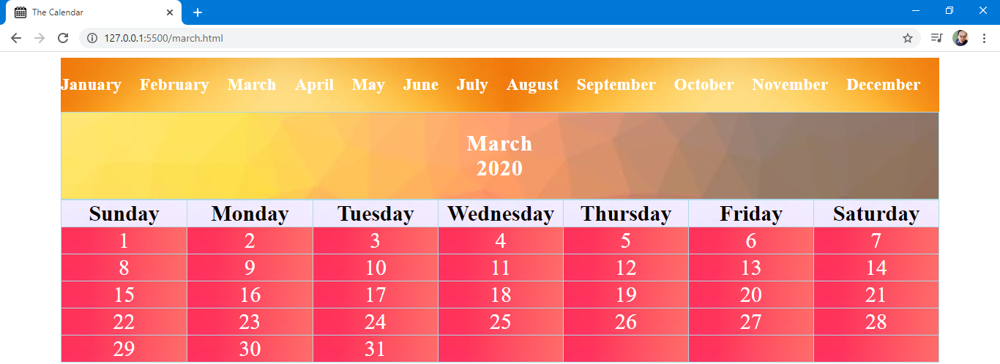 The Calendar
127.0.0.1:5500/march.html
January February March April May June July August September October November December
March
2020
Sunday Monday Tuesday Wednesday Thursday Friday Saturday
1 2 3 4 5 6 7
8 9 10 11 12 13 14
15 16 17 18 19 20 21
22 23 24 25 26 27 28
29 30 31